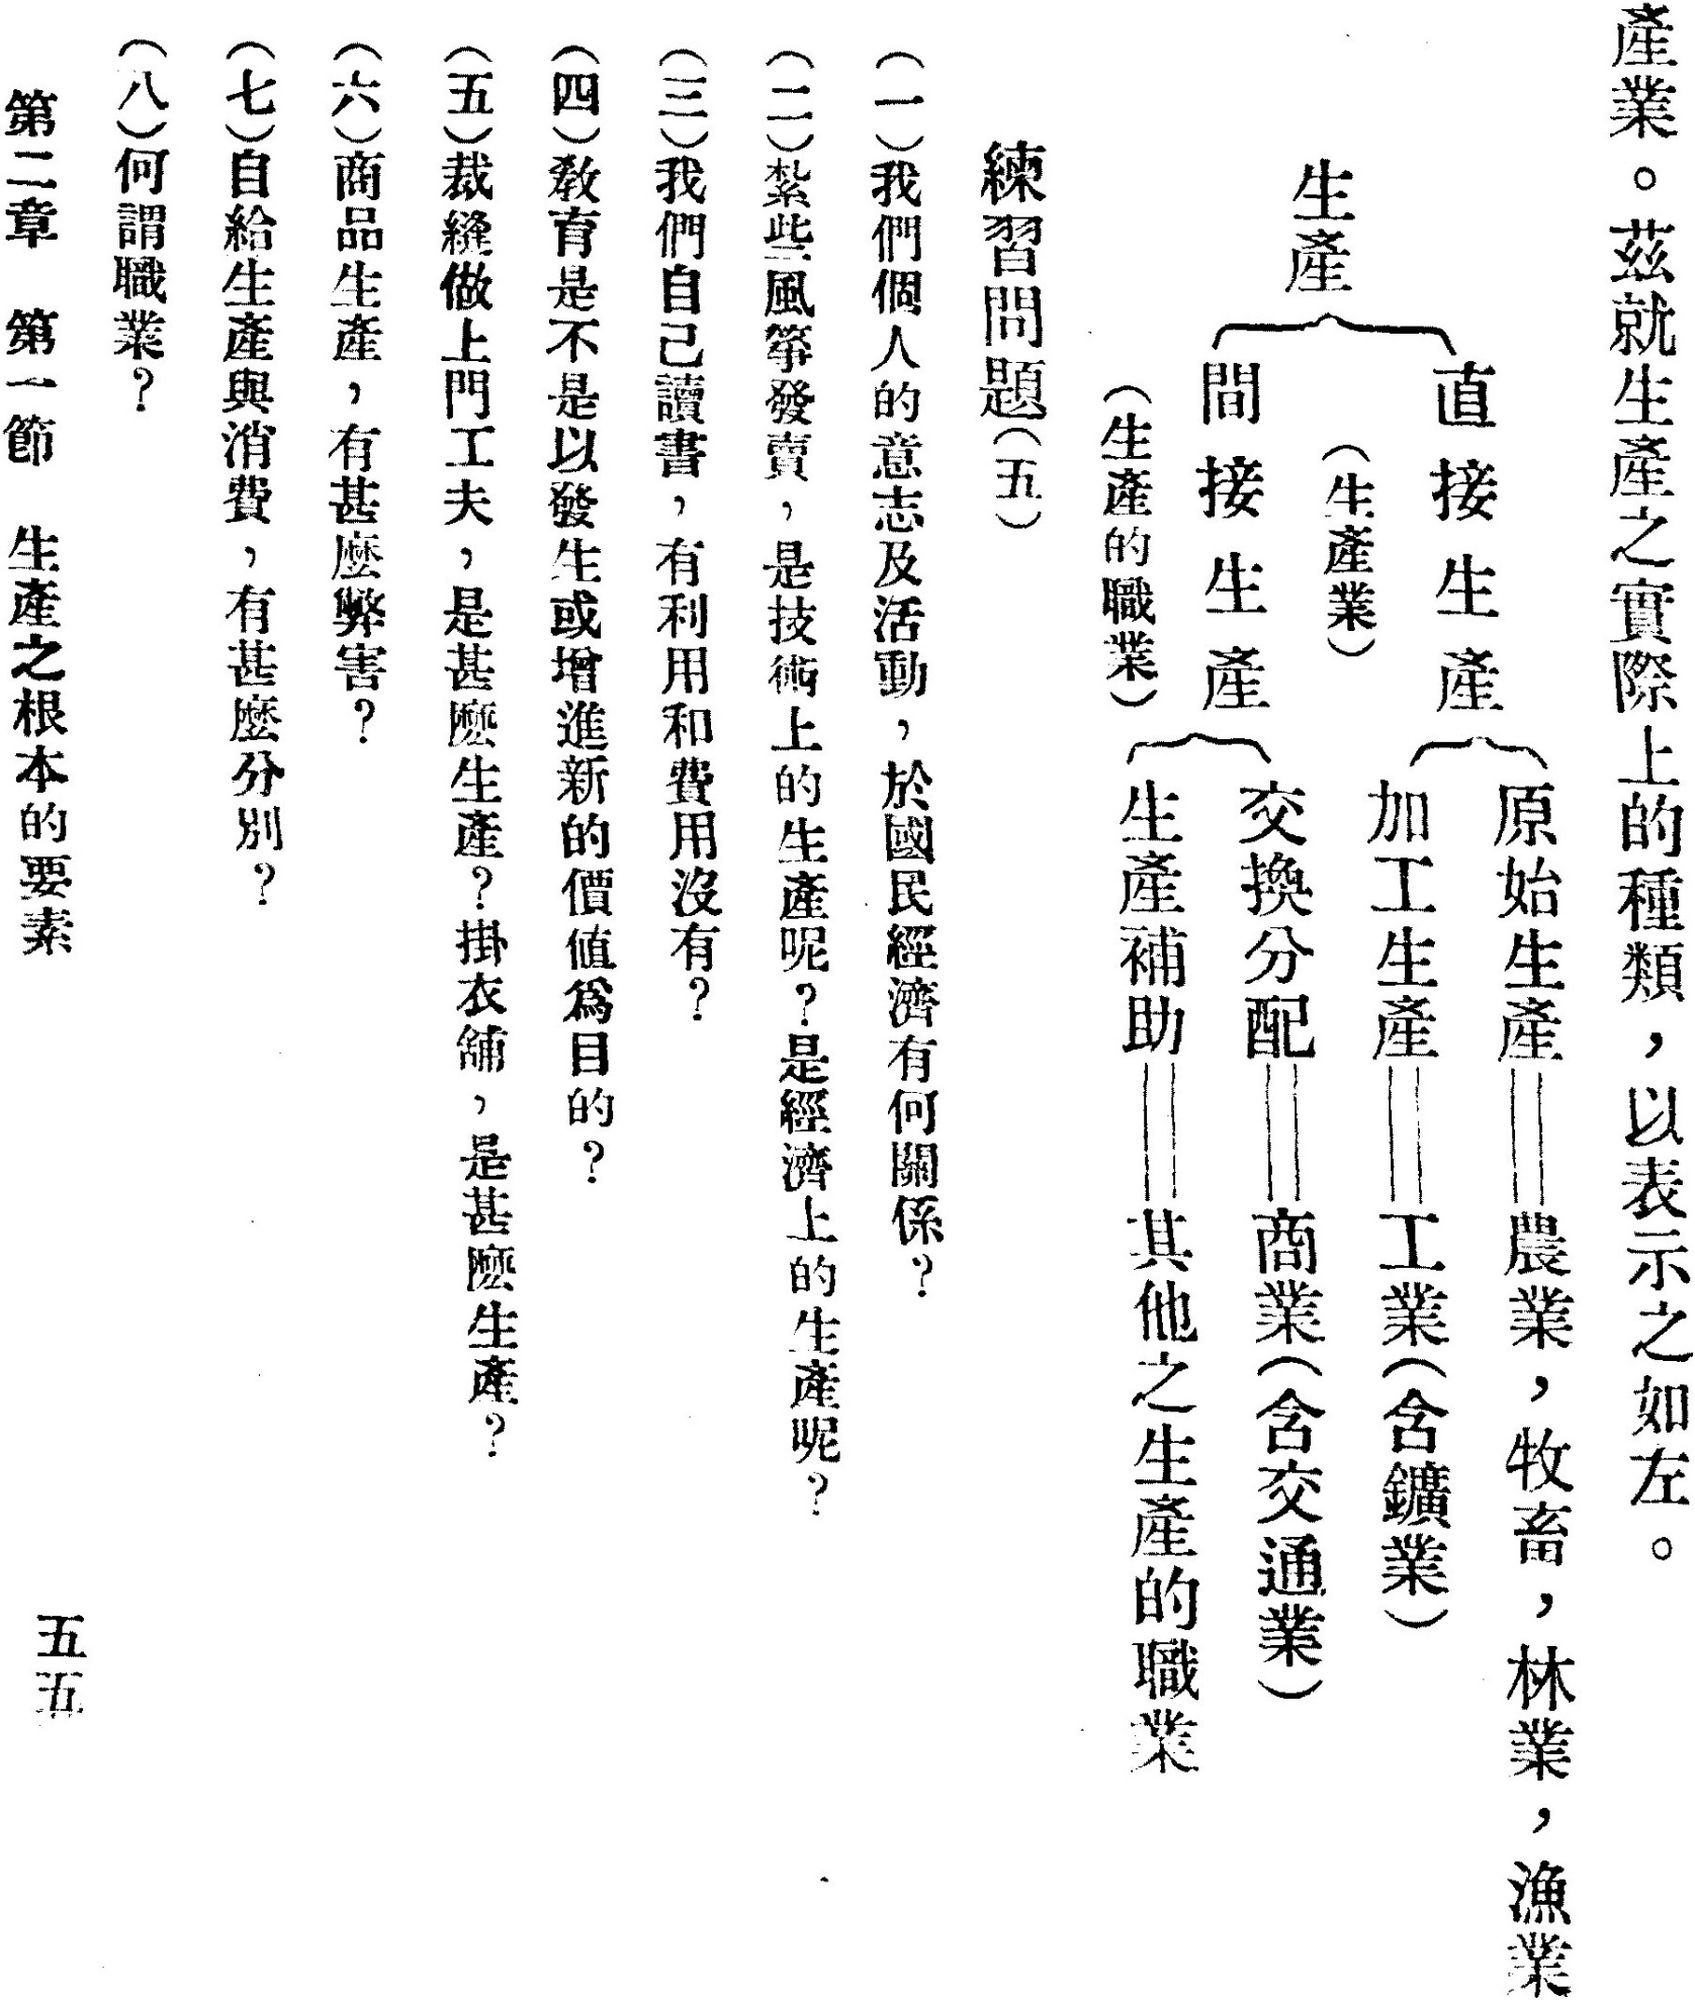 產業。茲就生產之實際上的種類，以表示之如左。
生產
直接生產
（生產業）
間接生產
（生產的職業）
原始生產＝＝農業，牧畜，林業，漁業
加工生產＝＝工業（含鑛業）
交換分配＝＝商業（含交通業）
生產補助＝＝其他之生產的職業
練習問題（五）
（一）我們個人的意志及活動，於國民經濟有何關係？
（二）紮些風箏發賣，是技術上的生產呢？是經濟上的生產呢？
（三）我們自己讀書，有利用和費用沒有？
（四）教育是不是以發生或增進新的價值爲目的？
（五）裁縫做上門工夫，是甚麼生產？掛衣舖，是甚麼生產？
（六）商品生產，有甚麼弊害？
（七）自給生產與消費，有甚麼分別？
（八）何謂職業？
第二章　第一節　生產之根本的要素
五五